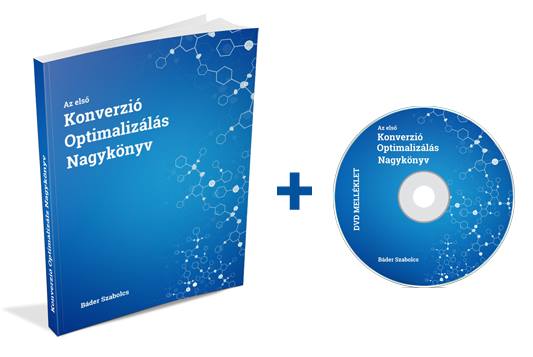 Az első
Konverzió
Optimalizálás
Nagykönyv
Báder Szabolcs
Konverzió Optimalizálás Nagykönyv
+
Az első
Konverzió
Optimalizálás
Nagykönyv
DVD MELLÉKLET
Báder Szabolcs